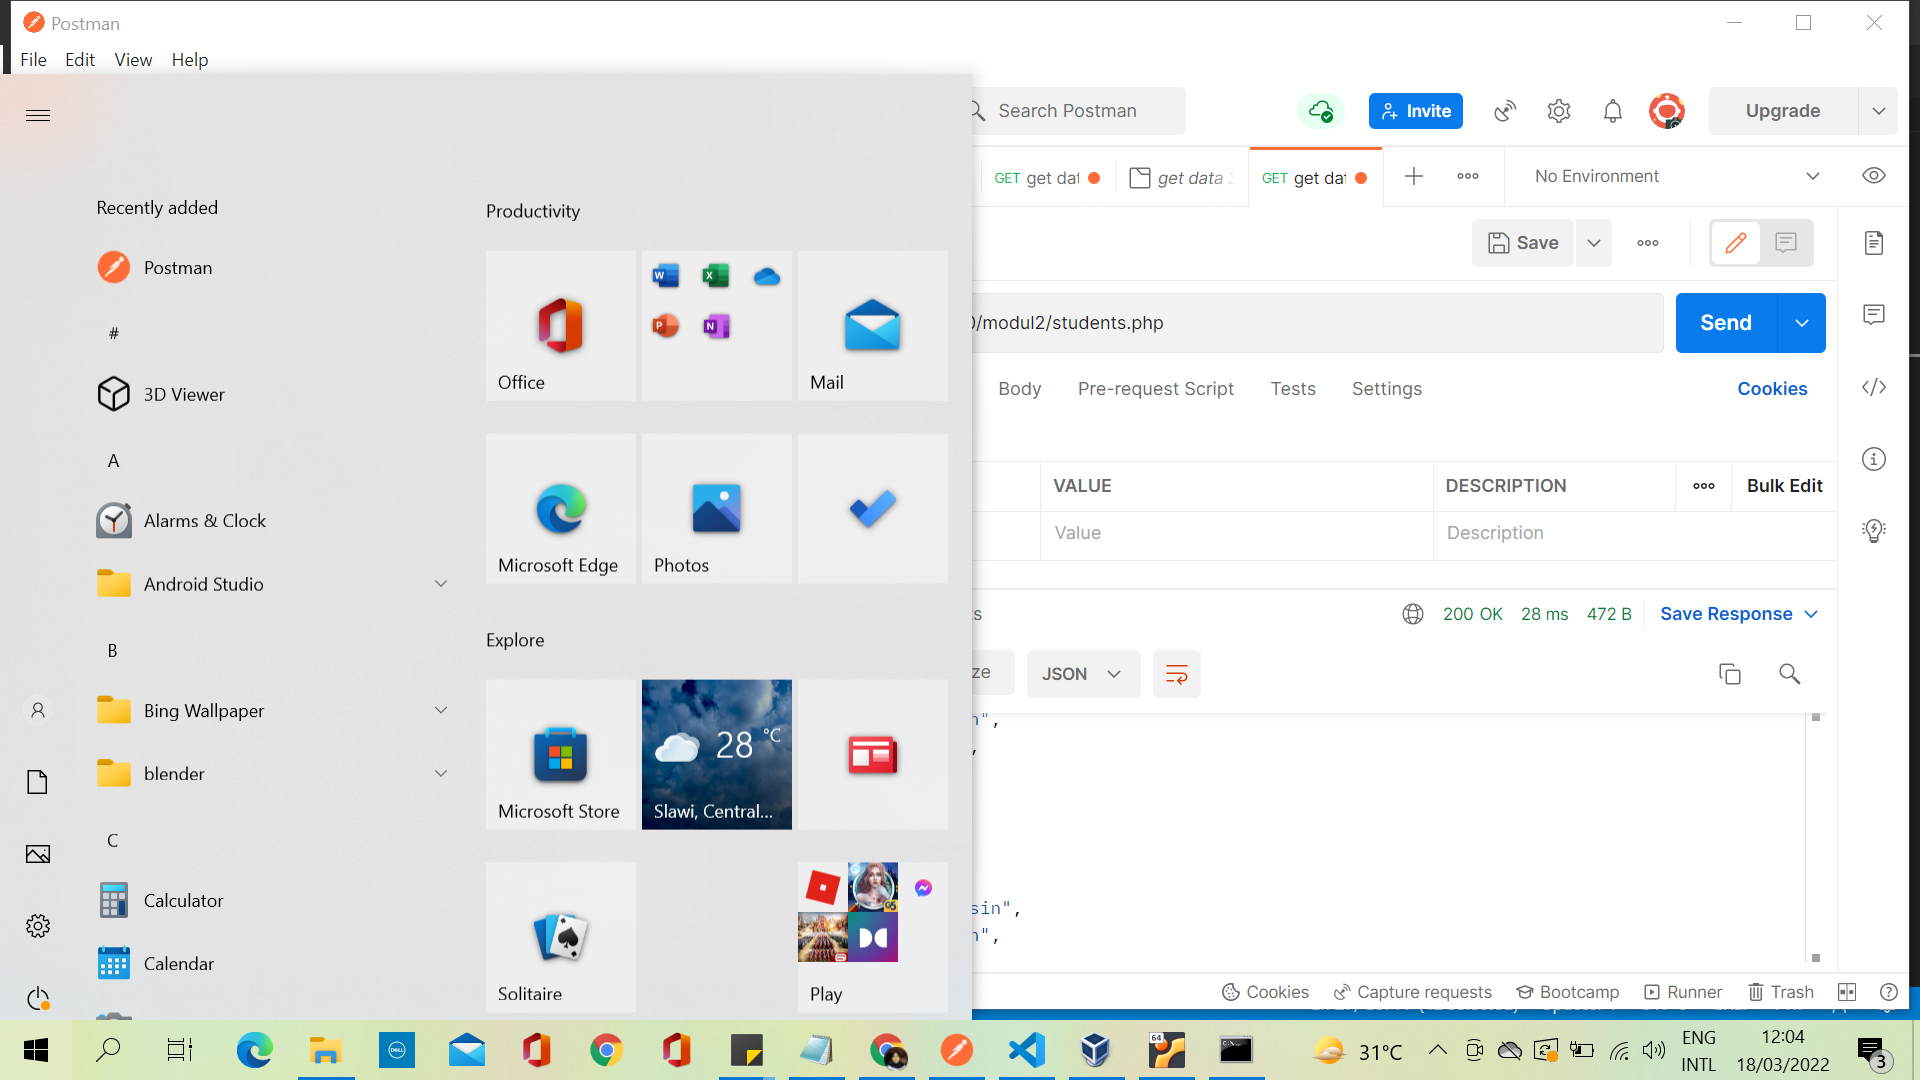 Postman
File Edit View Help
Search Postman
Invite
Upgrade
GET get dat
get data
GET get dat
No Environment
Save
/modul2/students.php
Send
Body Pre-request Script Tests Settings Cookies
VALUE DESCRIPTION Bulk Edit
Value Description
200 OK 28 ms 472 B Save Response
ze
JSON
n",
,
sin",
n",
Cookies Capture requests Bootcamp Runner Trash
Recently added
Postman
#
3D Viewer
A
Alarms & Clock
Android Studio
B
Bing Wallpaper
blender
C
Calculator
Calendar
Productivity
Office
Mail
Microsoft Edge
Photos
Explore
Microsoft Store
28 °C
Slawi, Central...
Solitaire
Play
DELL
64
31°C
ENG
INTL
12:04
18/03/2022
3